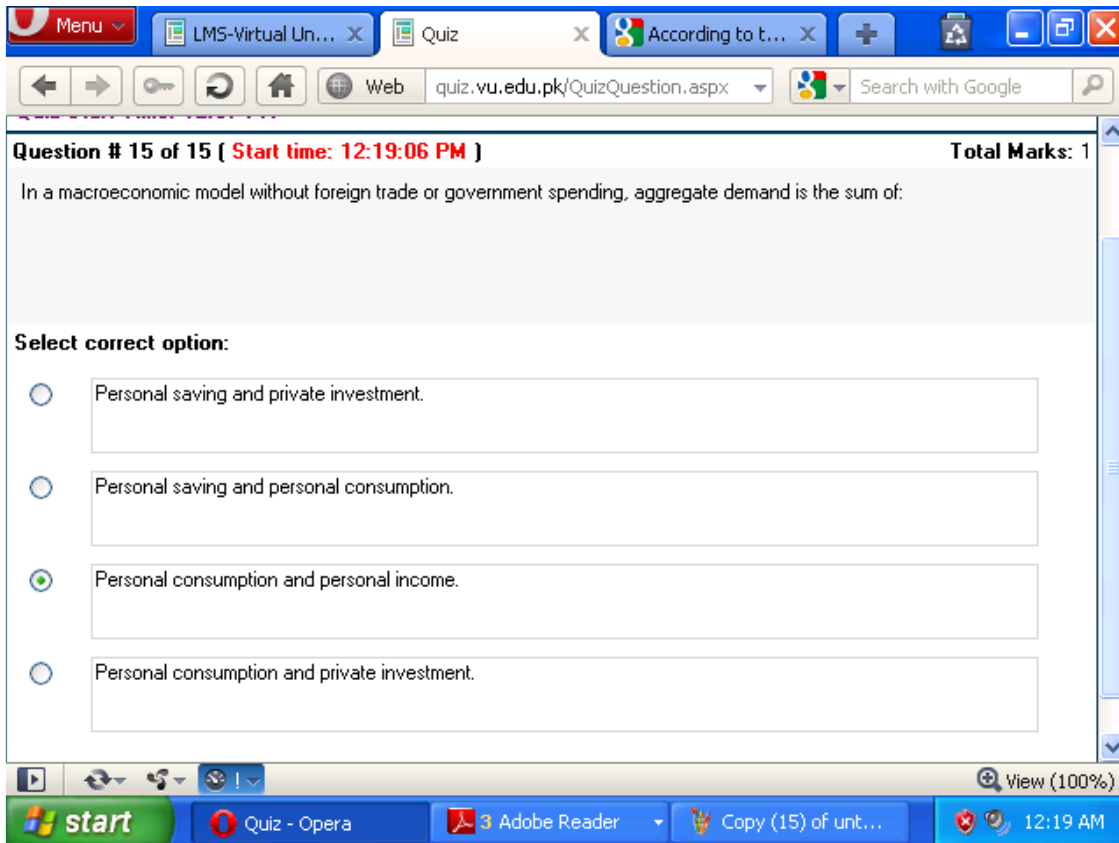 Menu
LMS-Virtual Un...
Quiz
According to t...
Web
quiz.vu.edu.pk/QuizQuestion.aspx
Search with Google
Question # 15 of 15 ( Start time: 12:19:06 PM )
Total Marks: 1
In a macroeconomic model without foreign trade or government spending, aggregate demand is the sum of:
Select correct option:
Personal saving and private investment.
Personal saving and personal consumption.
Personal consumption and personal income.
Personal consumption and private investment.
View (100%)
start
Quiz - Opera
3 Adobe Reader
Copy (15) of unt...
12:19 AM